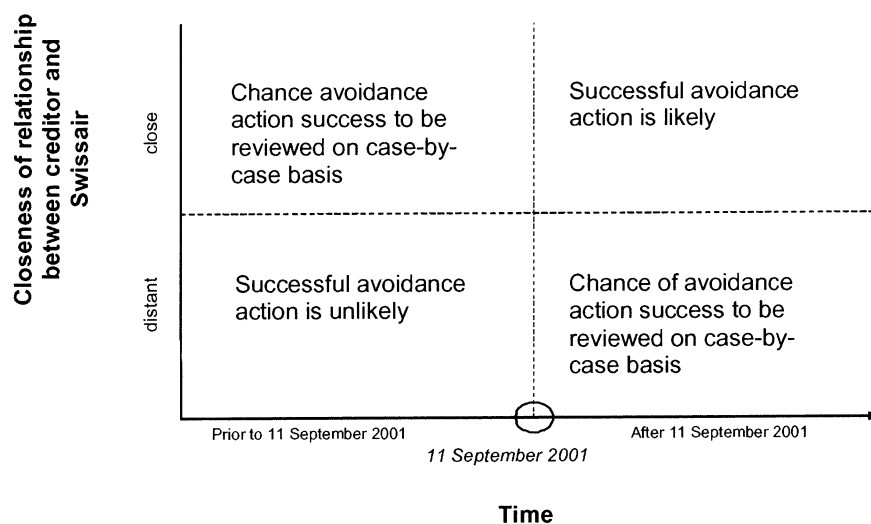 Closeness of relationship
between creditor and
Swissair
close
distant
Chance avoidance
action success to be
reviewed on case-by-
case basis
Successful avoidance
action is likely
Successful avoidance
action is unlikely
Chance of avoidance
action success to be
reviewed on case-by-
case basis
Prior to 11 September 2001
11 September 2001
After 11 September 2001
Time